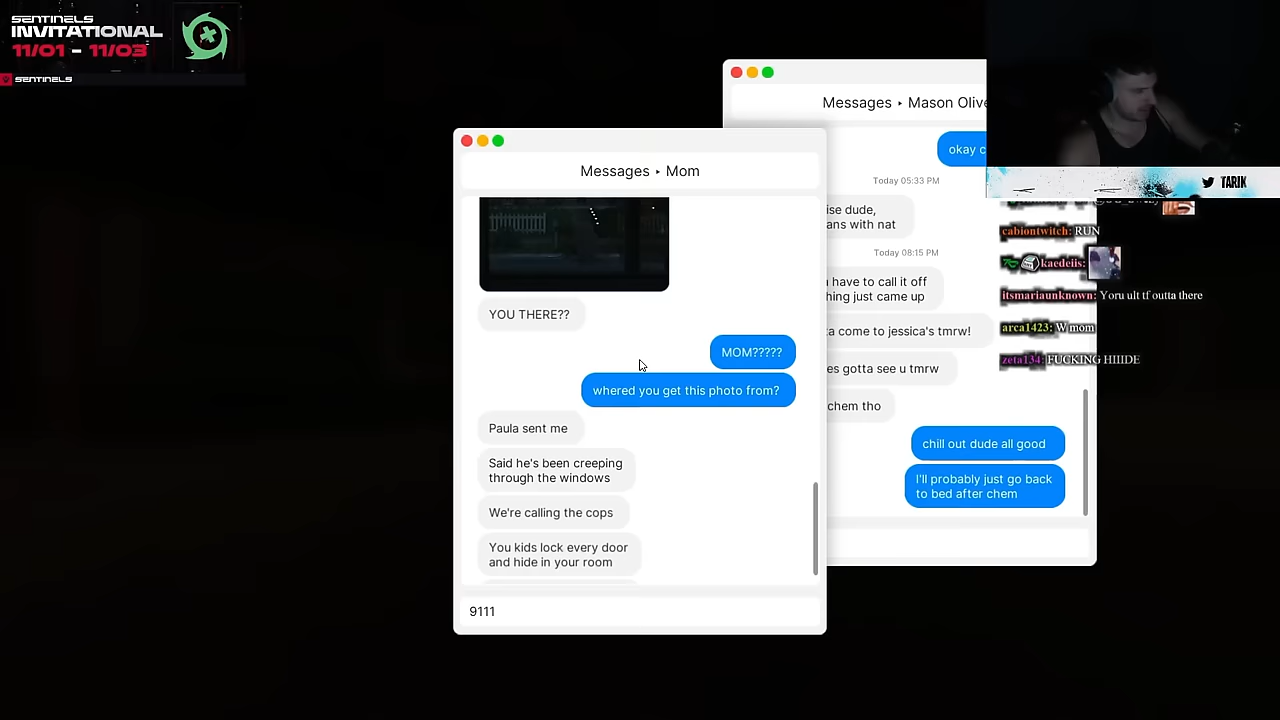 SENTINELS
INVITATIONAL
11/01 - 11/03
SENTINELS
Messages ‣ Mom
YOU THERE??
MOM?????
whered you get this photo from?
Paula sent me
Said he's been creeping
through the windows
We're calling the cops
You kids lock every door
and hide in your room
9111
Messages ‣ Mason Olive
okay c
Today 05:33 PM
ise dude,
ans with nat
Today 08:15 PM
have to call it off
hing just came up
a come to jessica's tmrw!
es gotta see u tmrw
chem tho
chill out dude all good
I'll probably just go back
to bed after chem
TARIK
cabiontwitch: RUN
kaedeiis:
itsmariaunknown: Yoru ult tf outta there
arca1423: W mom
zeta134: FUCKING HIIIDE